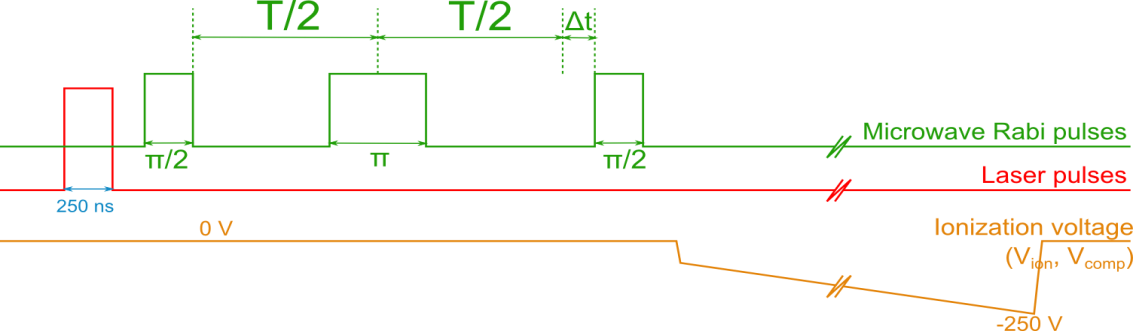 T/2 T/2 Δt
π/2 π π/2
Microwave Rabi pulses
Laser pulses
250 ns
0 V
Ionization voltage
(Vion, Vcomp)
-250 V